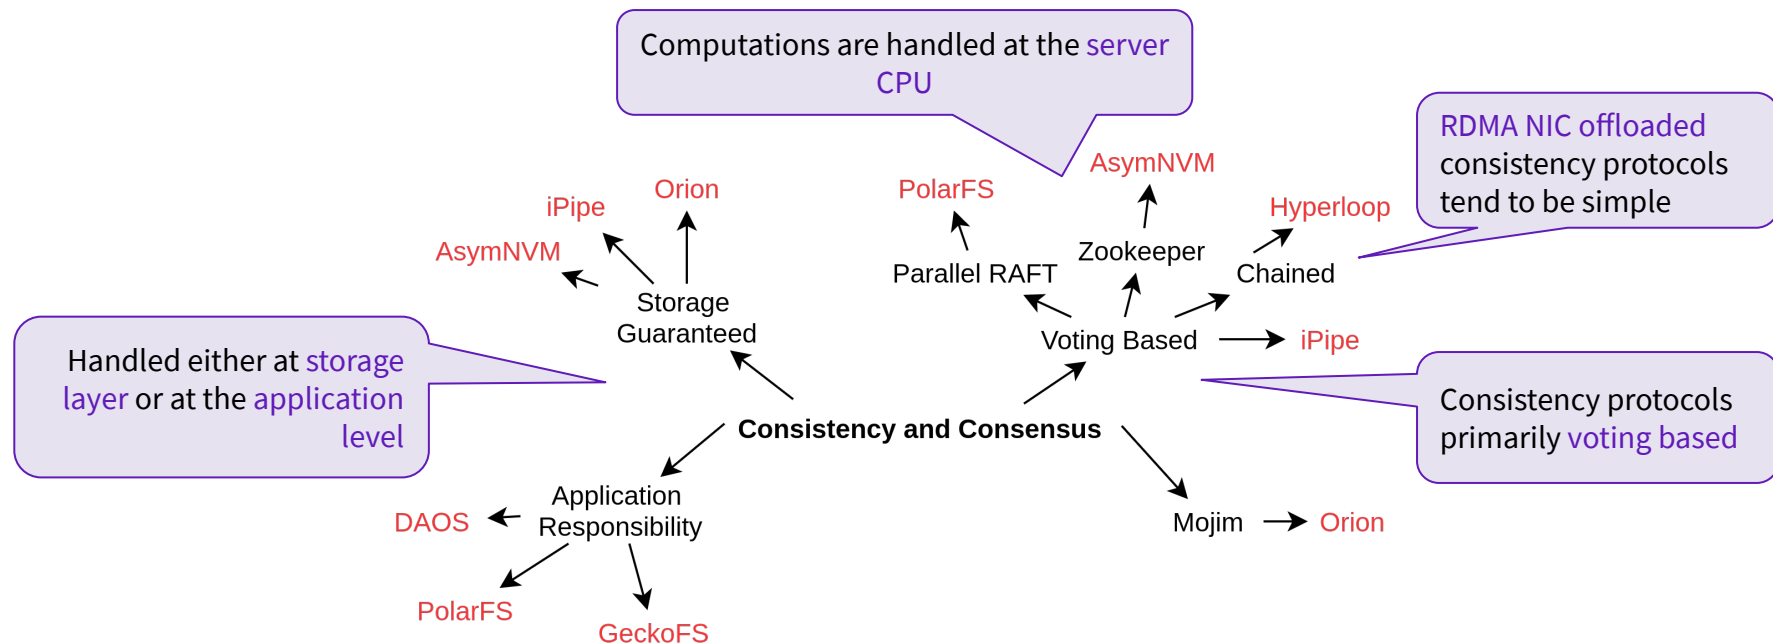 Computations are handled at the server
CPU
RDMA NIC offloaded
consistency protocols
tend to be simple
AsymNVM
PolarFS
Orion
iPipe
Hyperloop
AsymNVM
Zookeeper
Parallel RAFT
Chained
Storage
Guaranteed
Voting Based
iPipe
Handled either at storage
layer or at the application
level
Consistency protocols
primarily voting based
Consistency and Consensus
Application
Responsibility
DAOS
Mojim
Orion
PolarFS
GeckoFS